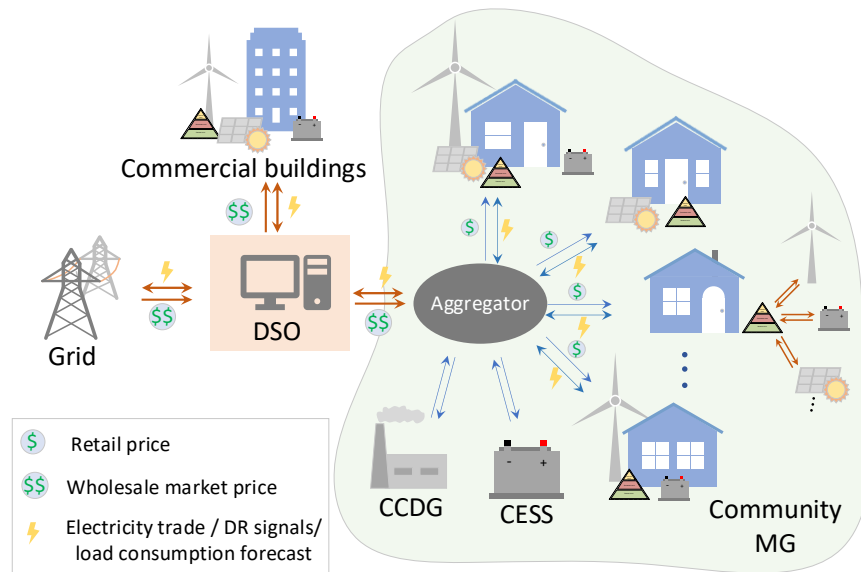 Commercial buildings
$$
$
$
Aggregator
$$
DSO
$$
$
Grid
$
CCDG
CESS
Community
MG
$ Retail price
$$ Wholesale market price
Electricity trade / DR signals/
load consumption forecast